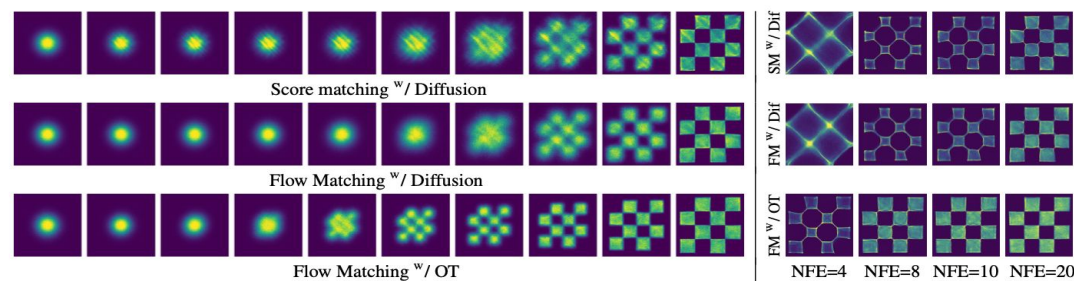 Score matching w/ Diffusion
Flow Matching w/ Diffusion
Flow Matching w/ OT
SM w/ Dif
FM w/ Dif
FM w/ OT
NFE=4 NFE=8 NFE=10 NFE=20